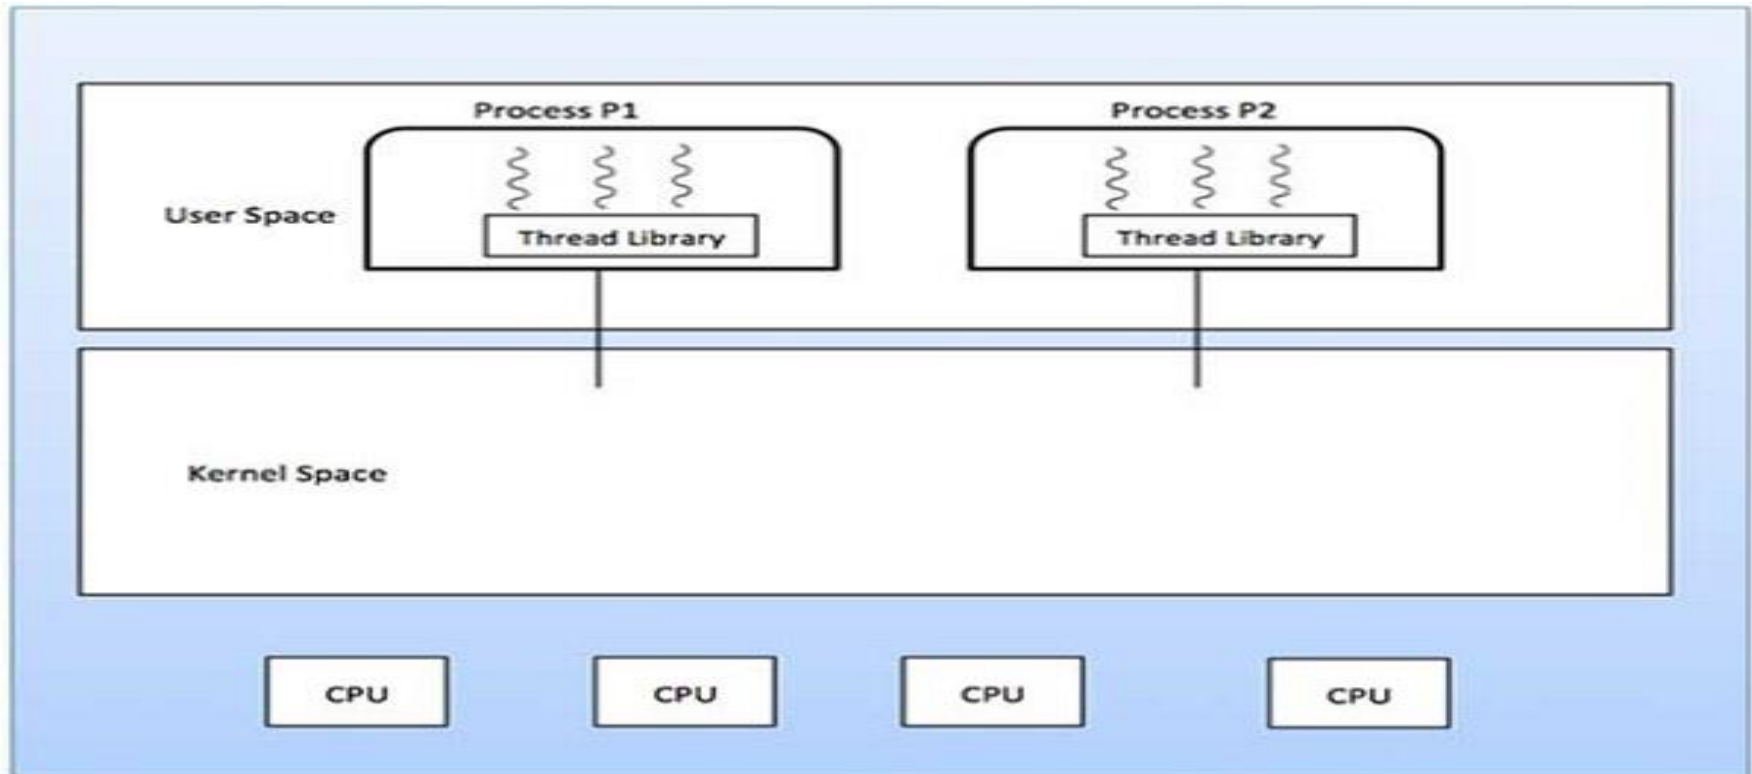 Process P1
Process P2
User Space
Thread Library
Thread Library
Kernel Space
CPU
CPU
CPU
CPU